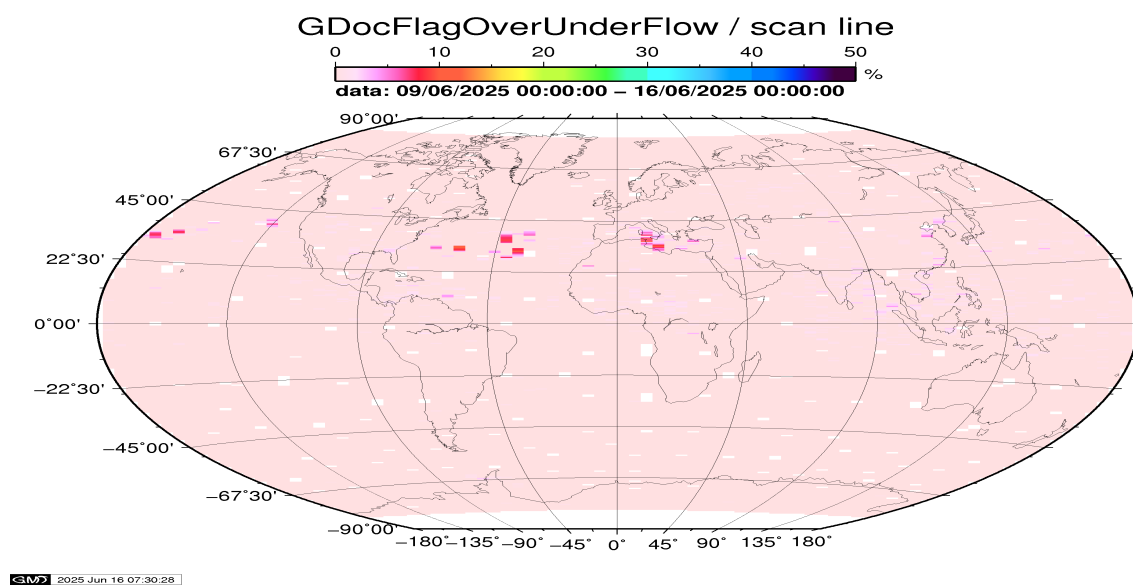 GDocFlagOverUnderFlow / scan line
0 10 20 30 40 50
%
data: 09/06/2025 00:00:00 – 16/06/2025 00:00:00
90°00'
67°30'
45°00'
22°30'
0°00'
−22°30'
−45°00'
−67°30'
−90°00'
−180° −135° −90° −45° 0° 45° 90° 135° 180°
GMD 2025 Jun 16 07:30:28